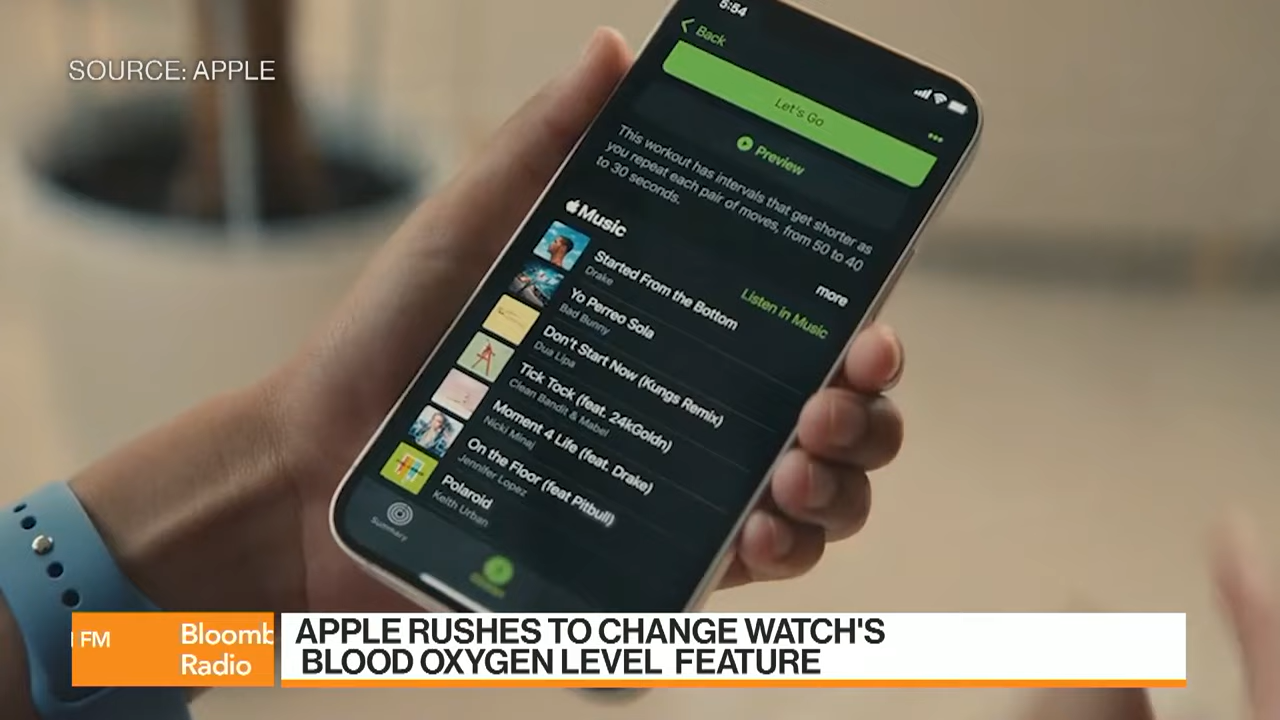 SOURCE: APPLE
5:54
Back
Let's Go
Preview
This workout has intervals that get shorter as
you repeat each pair of moves, from 50 to 40
to 30 seconds.
more
Music
Listen in Music
Started From the Bottom
Drake
Yo Perreo Sola
Bad Bunny
Don't Start Now (Kungs Remix)
Dua Lipa
Tick Tock (feat. 24kGoldn)
Clean Bandit & Mabel
Moment 4 Life (feat. Drake)
Nicki Minaj
On the Floor (feat Pitbull)
Jennifer Lopez
Polaroid
Keith Urban
Summary
FM
Bloomb
Radio
APPLE RUSHES TO CHANGE WATCH'S
BLOOD OXYGEN LEVEL FEATURE